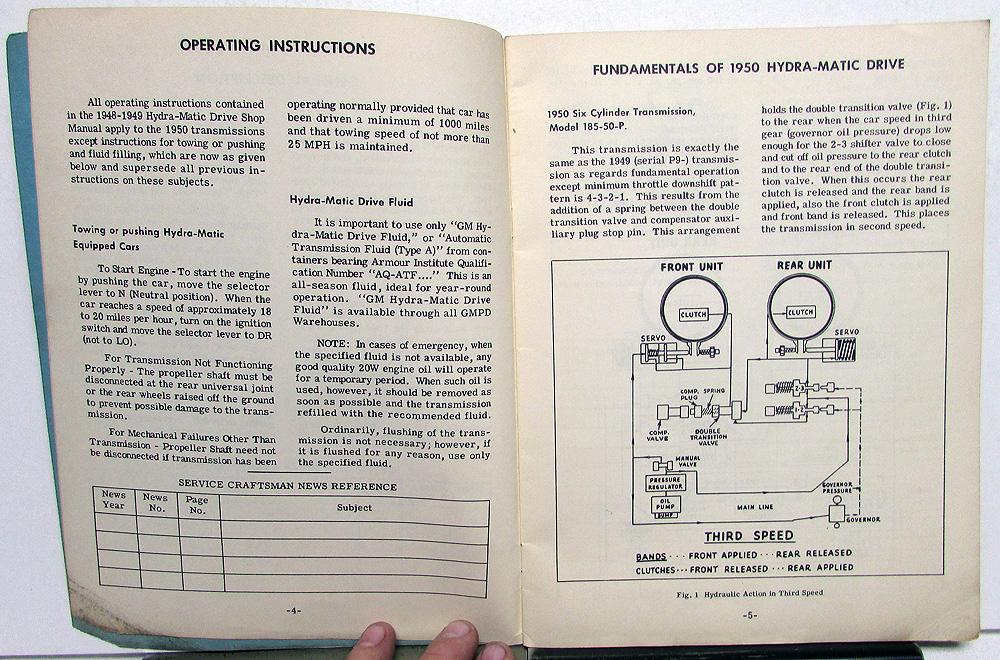 OPERATING INSTRUCTIONS
All operating instructions contained
in the 1948-1949 Hydra-Matic Drive Shop
Manual apply to the 1950 transmissions
except instructions for towing or pushing
and fluid filling, which are now as given
below and supersede all previous in-
structions on these subjects.
Towing or pushing Hydra-Matic
Equipped Cars
To Start Engine - To start the engine
by pushing the car, move the selector
lever to N (Neutral position). When the
car reaches a speed of approximately 18
to 20 miles per hour, turn on the ignition
switch and move the selector lever to DR
(not to LO).
For Transmission Not Functioning
Properly - The propeller shaft must be
disconnected at the rear universal joint
or the rear wheels raised off the ground
to prevent possible damage to the trans-
mission.
For Mechanical Failures Other Than
Transmission - Propeller Shaft need not
be disconnected if transmission has been
operating normally provided that car has
been driven a minimum of 1000 miles
and that towing speed of not more than
25 MPH is maintained.
Hydra-Matic Drive Fluid
It is important to use only "GM Hy-
dra-Matic Drive Fluid," or "Automatic
Transmission Fluid (Type A)" from con-
tainers bearing Armour Institute Qualifi-
cation Number "AQ-ATF...." This is an
all-season fluid, ideal for year-round
operation. "GM Hydra-Matic Drive
Fluid" is available through all GMPD
Warehouses.
NOTE: In cases of emergency, when
the specified fluid is not available, any
good quality 20W engine oil will operate
for a temporary period. When such oil is
used, however, it should be removed as
soon as possible and the transmission
refilled with the recommended fluid.
Ordinarily, flushing of the trans-
mission is not necessary; however, if
it is flushed for any reason, use only
the specified fluid.
SERVICE CRAFTSMAN NEWS REFERENCE
News Year
News No.
Page No.
Subject
-4-
FUNDAMENTALS OF 1950 HYDRA-MATIC DRIVE
1950 Six Cylinder Transmission,
Model 185-50-P.
This transmission is exactly the
same as the 1949 (serial P9-) transmis-
sion as regards fundamental operation
except minimum throttle downshift pat-
tern is 4-3-2-1. This results from the
addition of a spring between the double
transition valve and compensator auxi-
liary plug stop pin. This arrangement
holds the double transition valve (Fig. 1)
to the rear when the car speed in third
gear (governor oil pressure) drops low
enough for the 2-3 shifter valve to close
and cut off oil pressure to the rear clutch
and to the rear end of the double transi-
tion valve. When this occurs the rear
clutch is released and the rear band is
applied, also the front clutch is applied
and front band is released. This places
the transmission in second speed.
FRONT UNIT
REAR UNIT
CLUTCH
CLUTCH
SERVO
SERVO
COMP. PLUG
SPRING
2-3
1-2
COMP. VALVE
DOUBLE TRANSITION VALVE
MANUAL VALVE
PRESSURE REGULATOR
OIL PUMP
SUMP
GOVERNOR PRESSURE
MAIN LINE
GOVERNOR
THIRD SPEED
BANDS - - - FRONT APPLIED - - - REAR RELEASED
CLUTCHES - - - FRONT RELEASED - - - REAR APPLIED
Fig. 1 Hydraulic Action in Third Speed
-5-